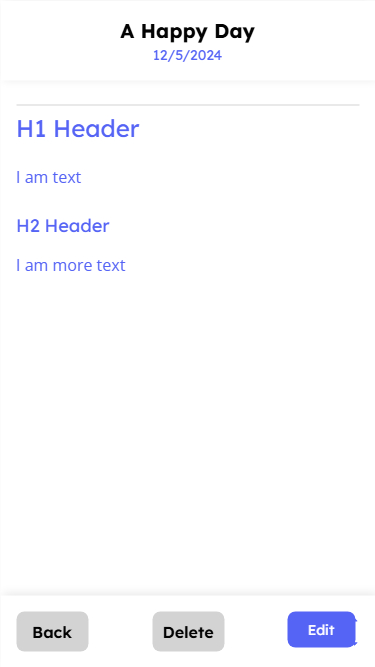 A Happy Day
12/5/2024
H1 Header
I am text
H2 Header
I am more text
Back Delete Edit